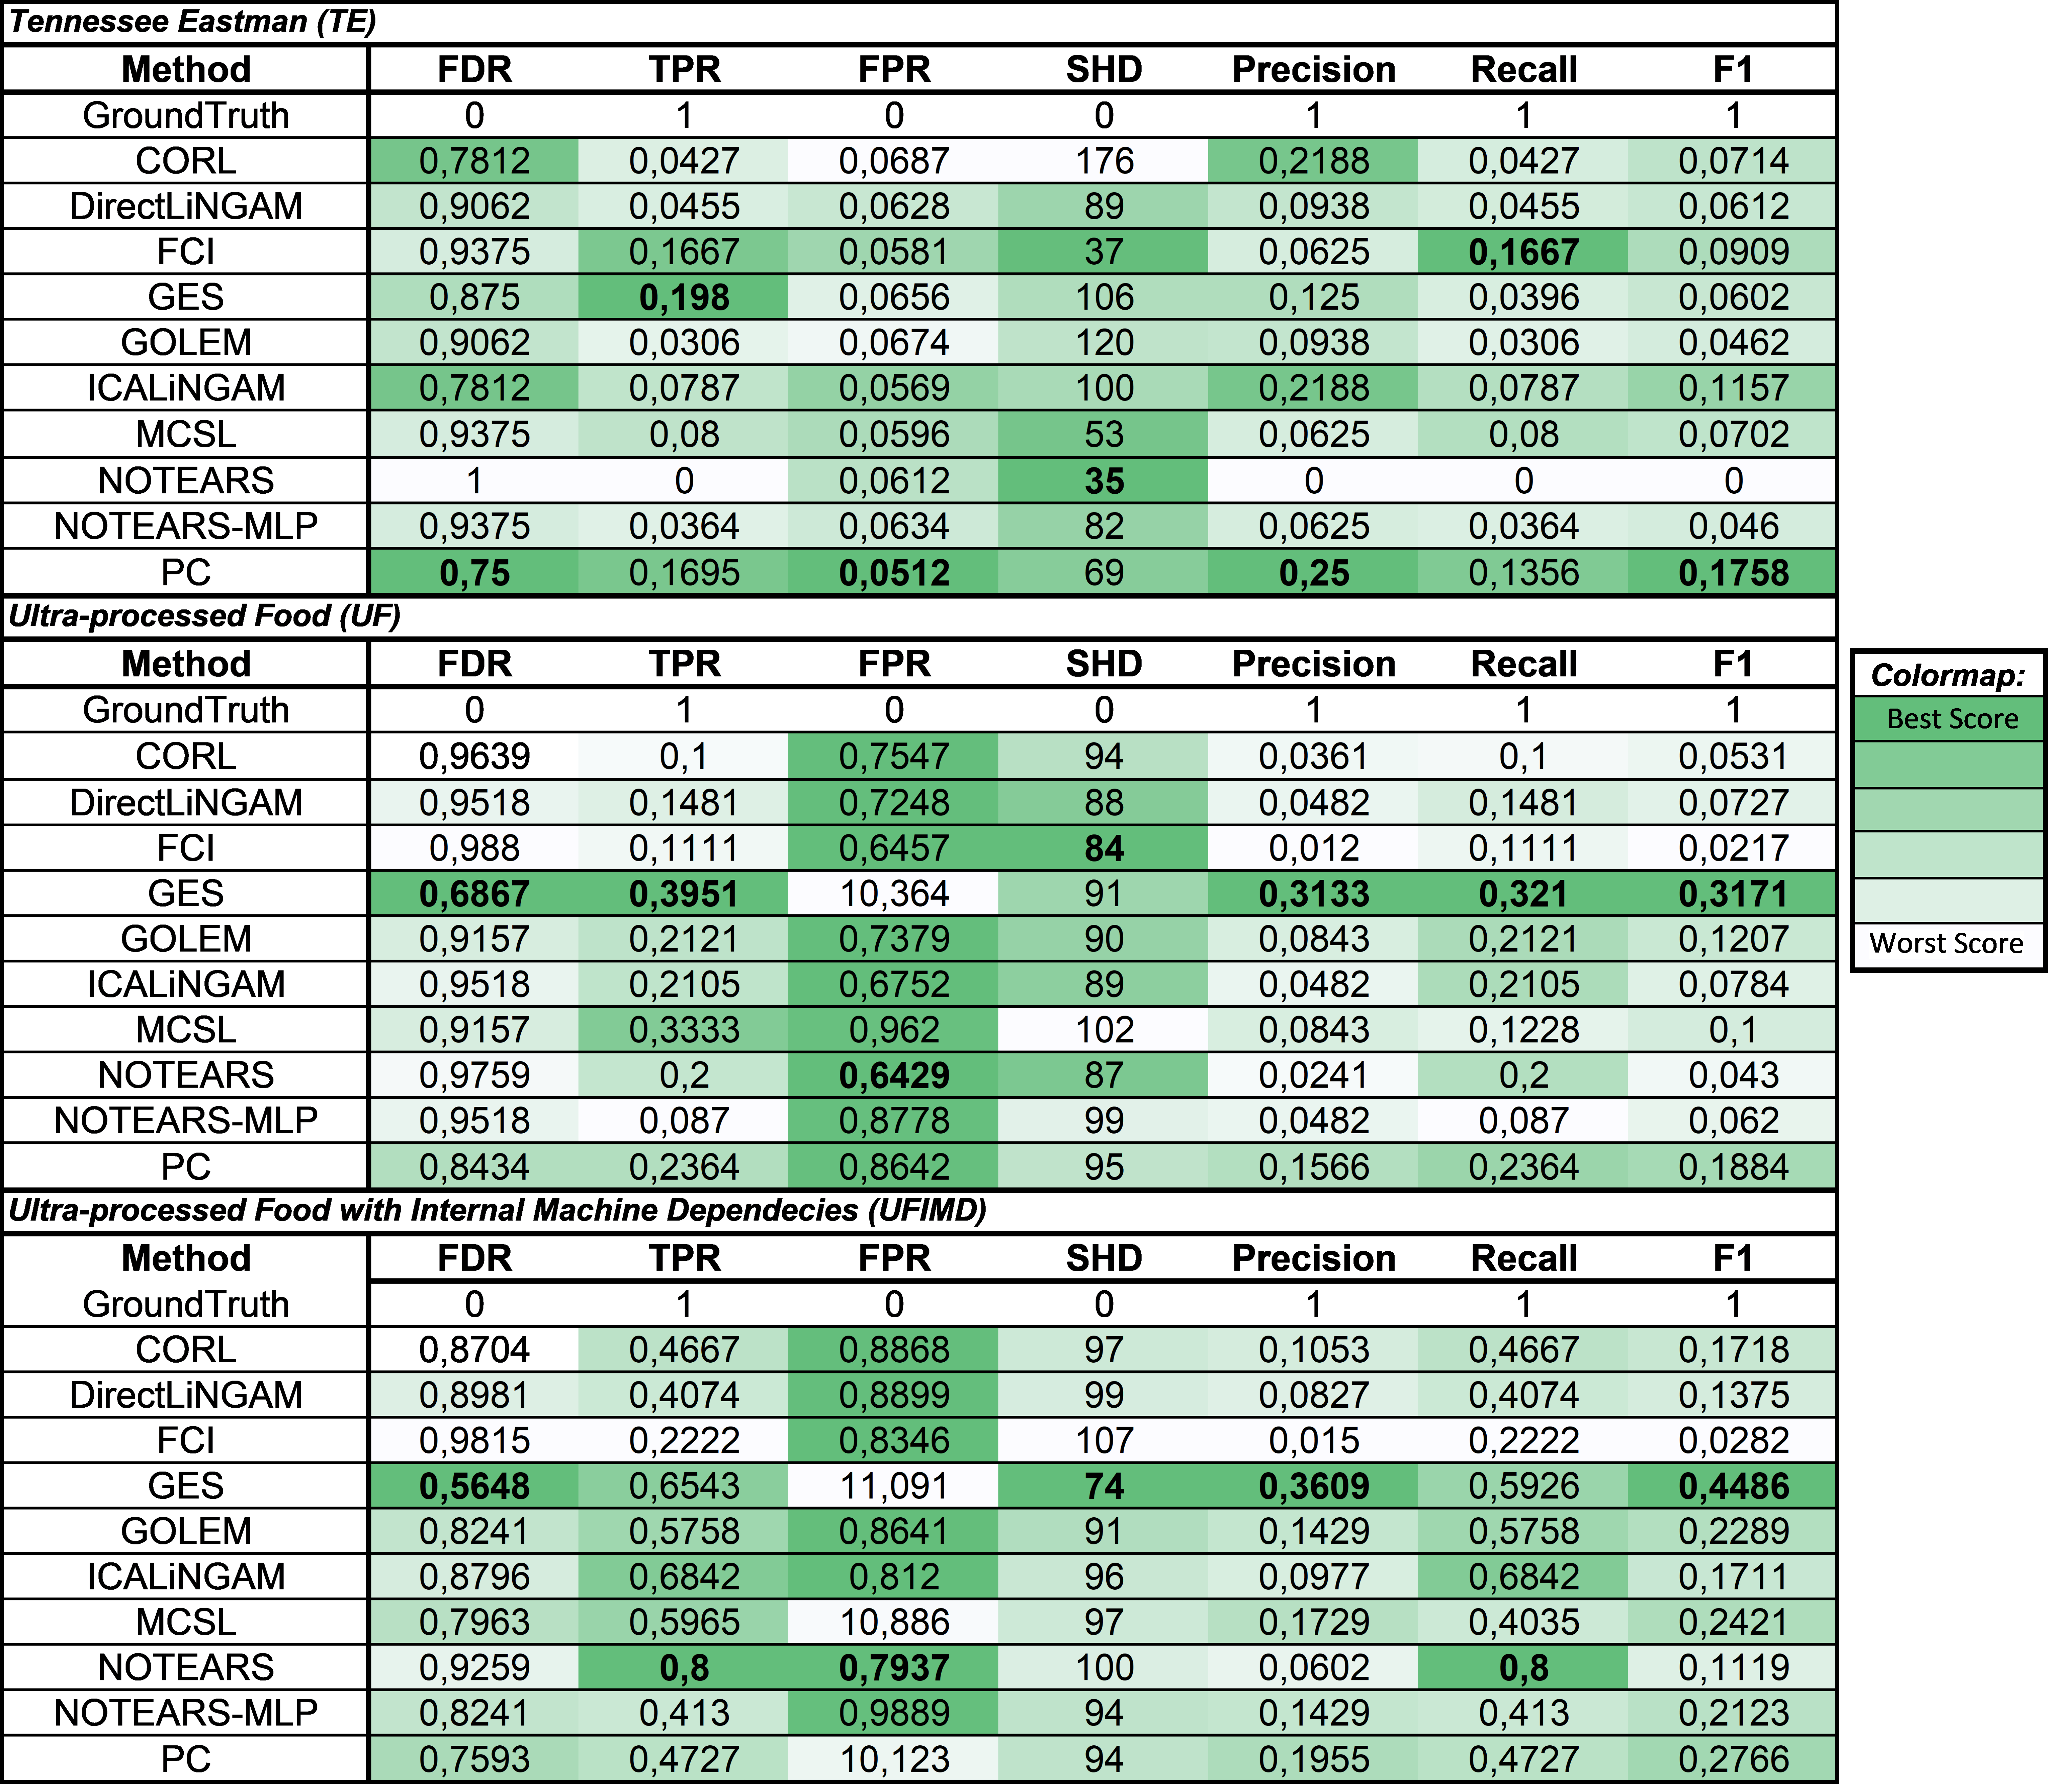 Tennessee Eastman (TE)
Method FDR TPR FPR SHD Precision Recall F1
GroundTruth 0 1 0 0 1 1 1
CORL 0,7812 0,0427 0,0687 176 0,2188 0,0427 0,0714
DirectLiNGAM 0,9062 0,0455 0,0628 89 0,0938 0,0455 0,0612
FCI 0,9375 0,1667 0,0581 37 0,0625 0,1667 0,0909
GES 0,875 0,198 0,0656 106 0,125 0,0396 0,0602
GOLEM 0,9062 0,0306 0,0674 120 0,0938 0,0306 0,0462
ICALiNGAM 0,7812 0,0787 0,0569 100 0,2188 0,0787 0,1157
MCSL 0,9375 0,08 0,0596 53 0,0625 0,08 0,0702
NOTEARS 1 0 0,0612 35 0 0 0
NOTEARS-MLP 0,9375 0,0364 0,0634 82 0,0625 0,0364 0,046
PC 0,75 0,1695 0,0512 69 0,25 0,1356 0,1758
Ultra-processed Food (UF)
Method FDR TPR FPR SHD Precision Recall F1
GroundTruth 0 1 0 0 1 1 1
CORL 0,9639 0,1 0,7547 94 0,0361 0,1 0,0531
DirectLiNGAM 0,9518 0,1481 0,7248 88 0,0482 0,1481 0,0727
FCI 0,988 0,1111 0,6457 84 0,012 0,1111 0,0217
GES 0,6867 0,3951 10,364 91 0,3133 0,321 0,3171
GOLEM 0,9157 0,2121 0,7379 90 0,0843 0,2121 0,1207
ICALiNGAM 0,9518 0,2105 0,6752 89 0,0482 0,2105 0,0784
MCSL 0,9157 0,3333 0,962 102 0,0843 0,1228 0,1
NOTEARS 0,9759 0,2 0,6429 87 0,0241 0,2 0,043
NOTEARS-MLP 0,9518 0,087 0,8778 99 0,0482 0,087 0,062
PC 0,8434 0,2364 0,8642 95 0,1566 0,2364 0,1884
Ultra-processed Food with Internal Machine Dependecies (UFIMD)
Method FDR TPR FPR SHD Precision Recall F1
GroundTruth 0 1 0 0 1 1 1
CORL 0,8704 0,4667 0,8868 97 0,1053 0,4667 0,1718
DirectLiNGAM 0,8981 0,4074 0,8899 99 0,0827 0,4074 0,1375
FCI 0,9815 0,2222 0,8346 107 0,015 0,2222 0,0282
GES 0,5648 0,6543 11,091 74 0,3609 0,5926 0,4486
GOLEM 0,8241 0,5758 0,8641 91 0,1429 0,5758 0,2289
ICALiNGAM 0,8796 0,6842 0,812 96 0,0977 0,6842 0,1711
MCSL 0,7963 0,5965 10,886 97 0,1729 0,4035 0,2421
NOTEARS 0,9259 0,8 0,7937 100 0,0602 0,8 0,1119
NOTEARS-MLP 0,8241 0,413 0,9889 94 0,1429 0,413 0,2123
PC 0,7593 0,4727 10,123 94 0,1955 0,4727 0,2766
Colormap:
Best Score
Worst Score